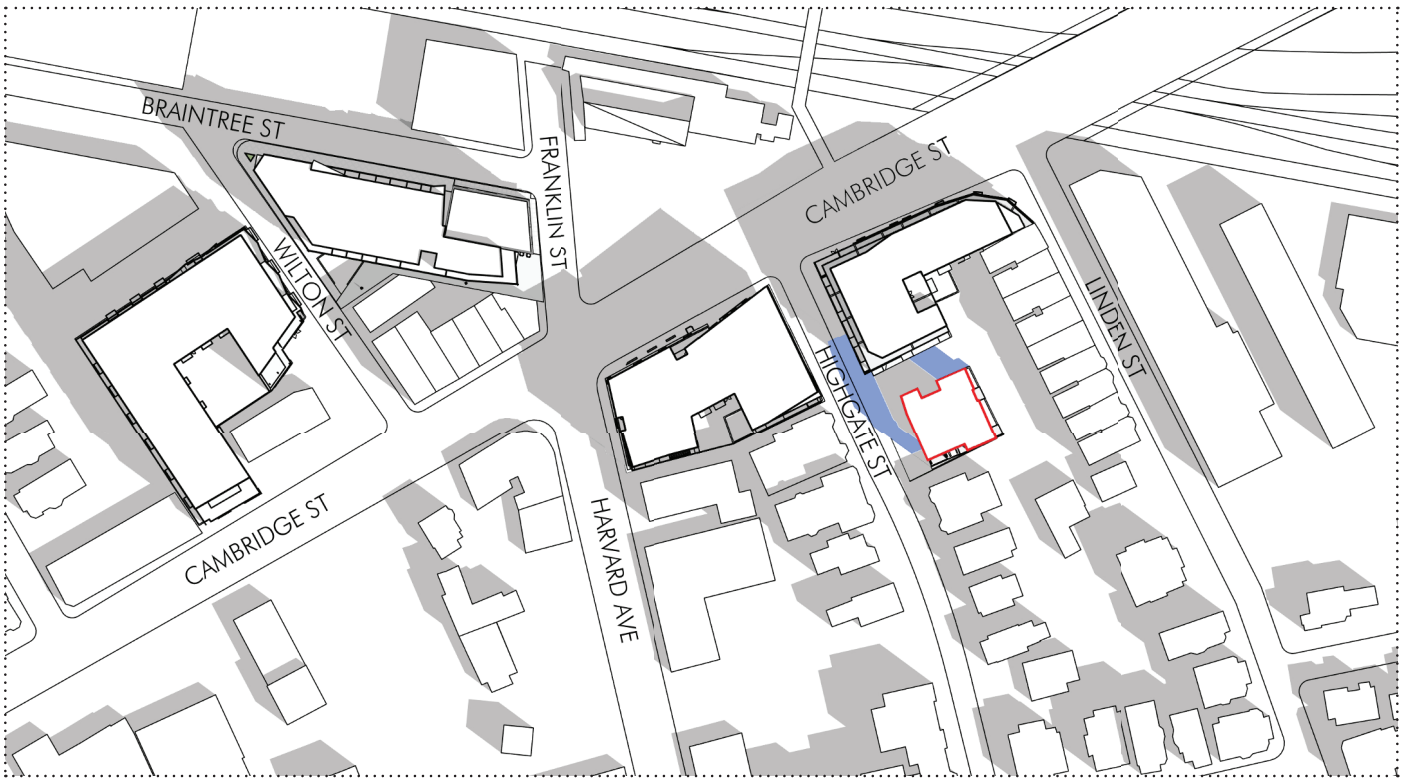 BRAINTREE ST
FRANKLIN ST
CAMBRIDGE ST
WILTON ST
LINDEN ST
HIGHGATE ST
CAMBRIDGE ST
HARVARD AVE